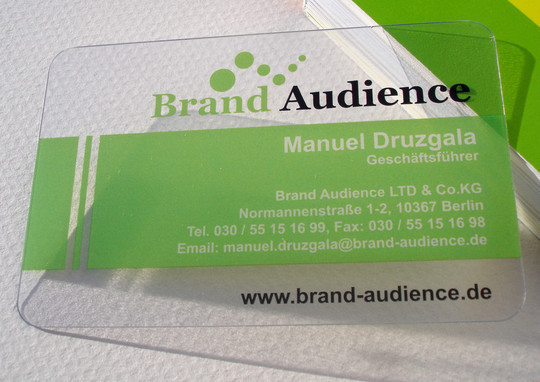 Brand Audience
Manuel Druzgala
Geschäftsführer
Brand Audience LTD & Co.KG
Normannenstraße 1-2, 10367 Berlin
Tel. 030 / 55 15 16 99, Fax: 030 / 55 15 16 98
Email: manuel.druzgala@brand-audience.de
www.brand-audience.de